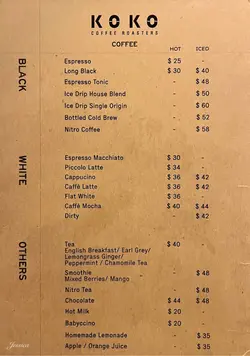 KOKO
COFFEE ROASTERS
COFFEE
HOT ICED
BLACK
Espresso $ 25 -
Long Black $ 30 $ 40
Espresso Tonic - $ 48
Ice Drip House Blend - $ 50
Ice Drip Single Origin - $ 60
Bottled Cold Brew - $ 52
Nitro Coffee - $ 58
WHITE
Espresso Macchiato $ 30 -
Piccolo Latte $ 34 -
Cappucino $ 36 $ 42
Caffè Latte $ 36 $ 42
Flat White $ 36 -
Caffè Mocha $ 40 $ 44
Dirty - $ 42
OTHERS
Tea $ 40 -
English Breakfast/ Earl Grey/
Lemongrass Ginger/
Peppermint / Chamomile Tea
Smoothie - $ 48
Mixed Berries/ Mango
Nitro Tea - $ 48
Chocolate $ 44 $ 48
Hot Milk $ 20 -
Babyccino $ 20 -
Homemade Lemonade - $ 35
Apple / Orange Juice - $ 35